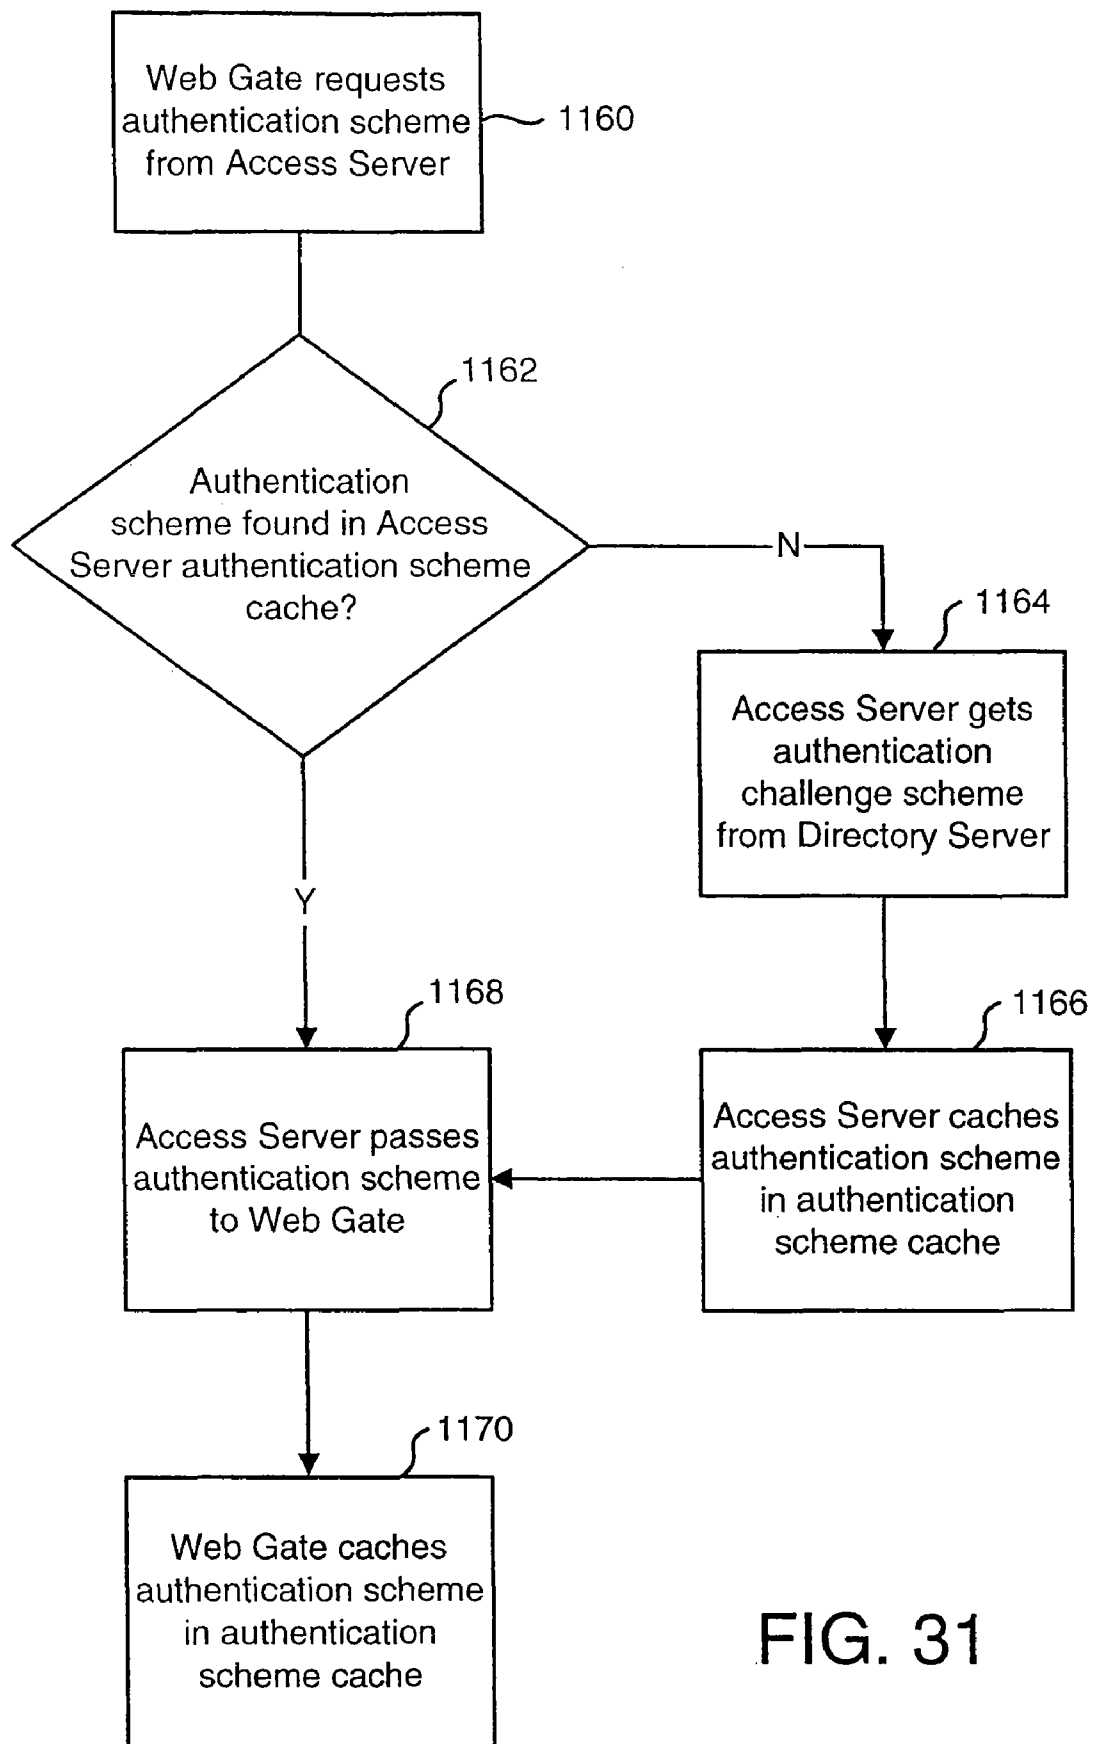 Web Gate requests
authentication scheme
from Access Server
1160
1162
Authentication
scheme found in Access
Server authentication scheme
cache?
N
1164
Access Server gets
authentication
challenge scheme
from Directory Server
Y
1168
1166
Access Server passes
authentication scheme
to Web Gate
Access Server caches
authentication scheme
in authentication
scheme cache
1170
Web Gate caches
authentication scheme
in authentication
scheme cache
FIG. 31